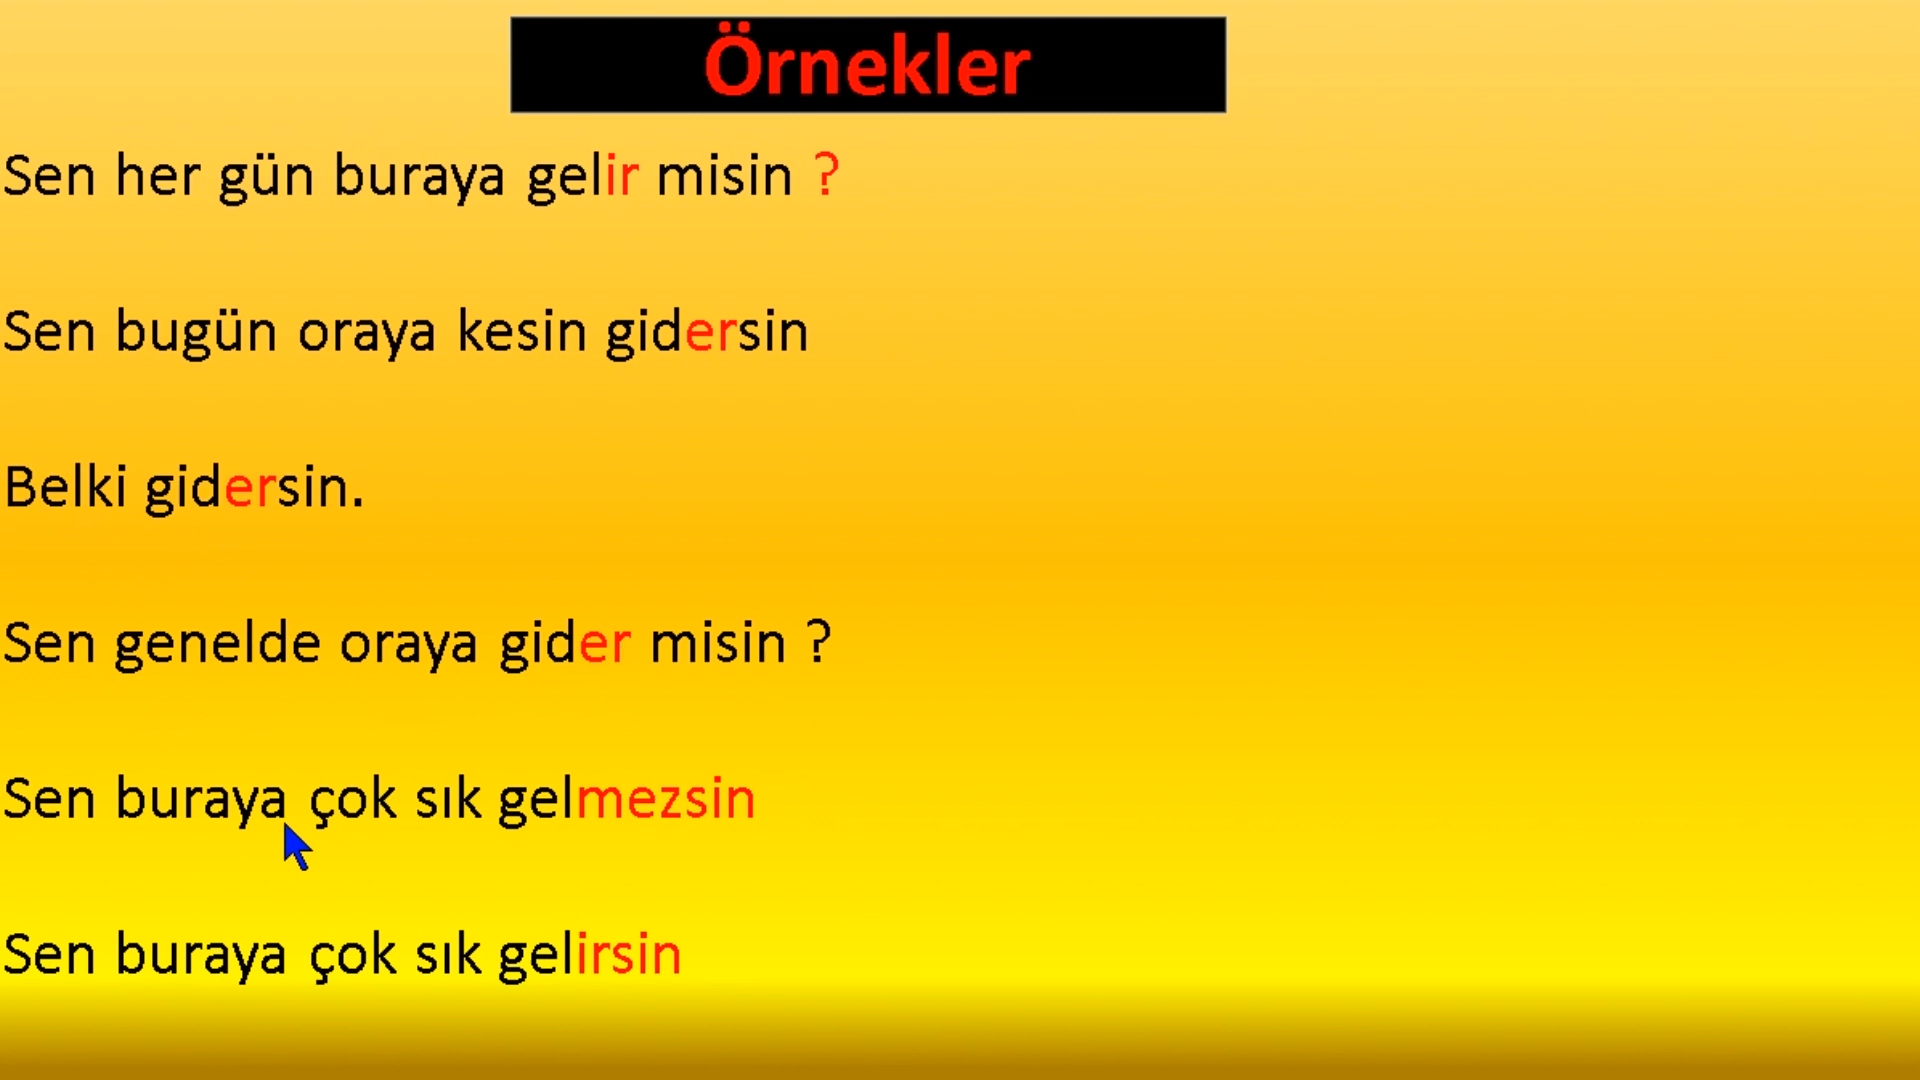 Örnekler
Sen her gün buraya gelir misin ?
Sen bugün oraya kesin gidersin
Belki gidersin.
Sen genelde oraya gider misin ?
Sen buraya çok sık gelmezsin
Sen buraya çok sık gelirsin